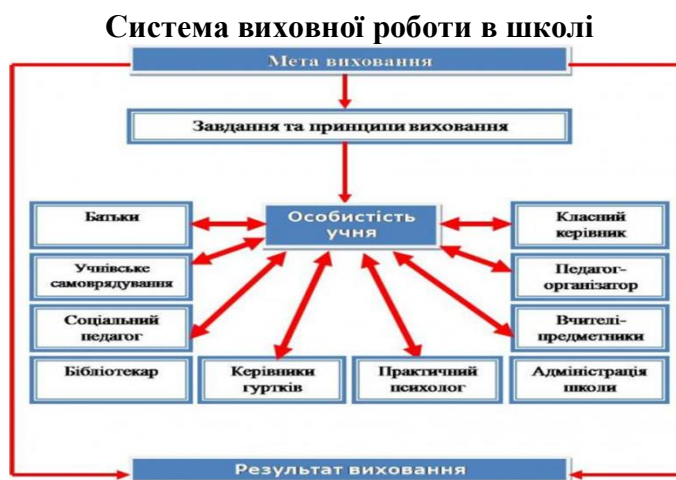 Система виховної роботи в школі
Мета виховання
Завдання та принципи виховання
Батьки
Особистість
учня
Класний
керівник
Учнівське
самоврядування
Педагог-
організатор
Соціальний
педагог
Вчителі-
предметники
Бібліотекар
Керівники
гуртків
Практичний
психолог
Адміністрація
школи
Результат виховання